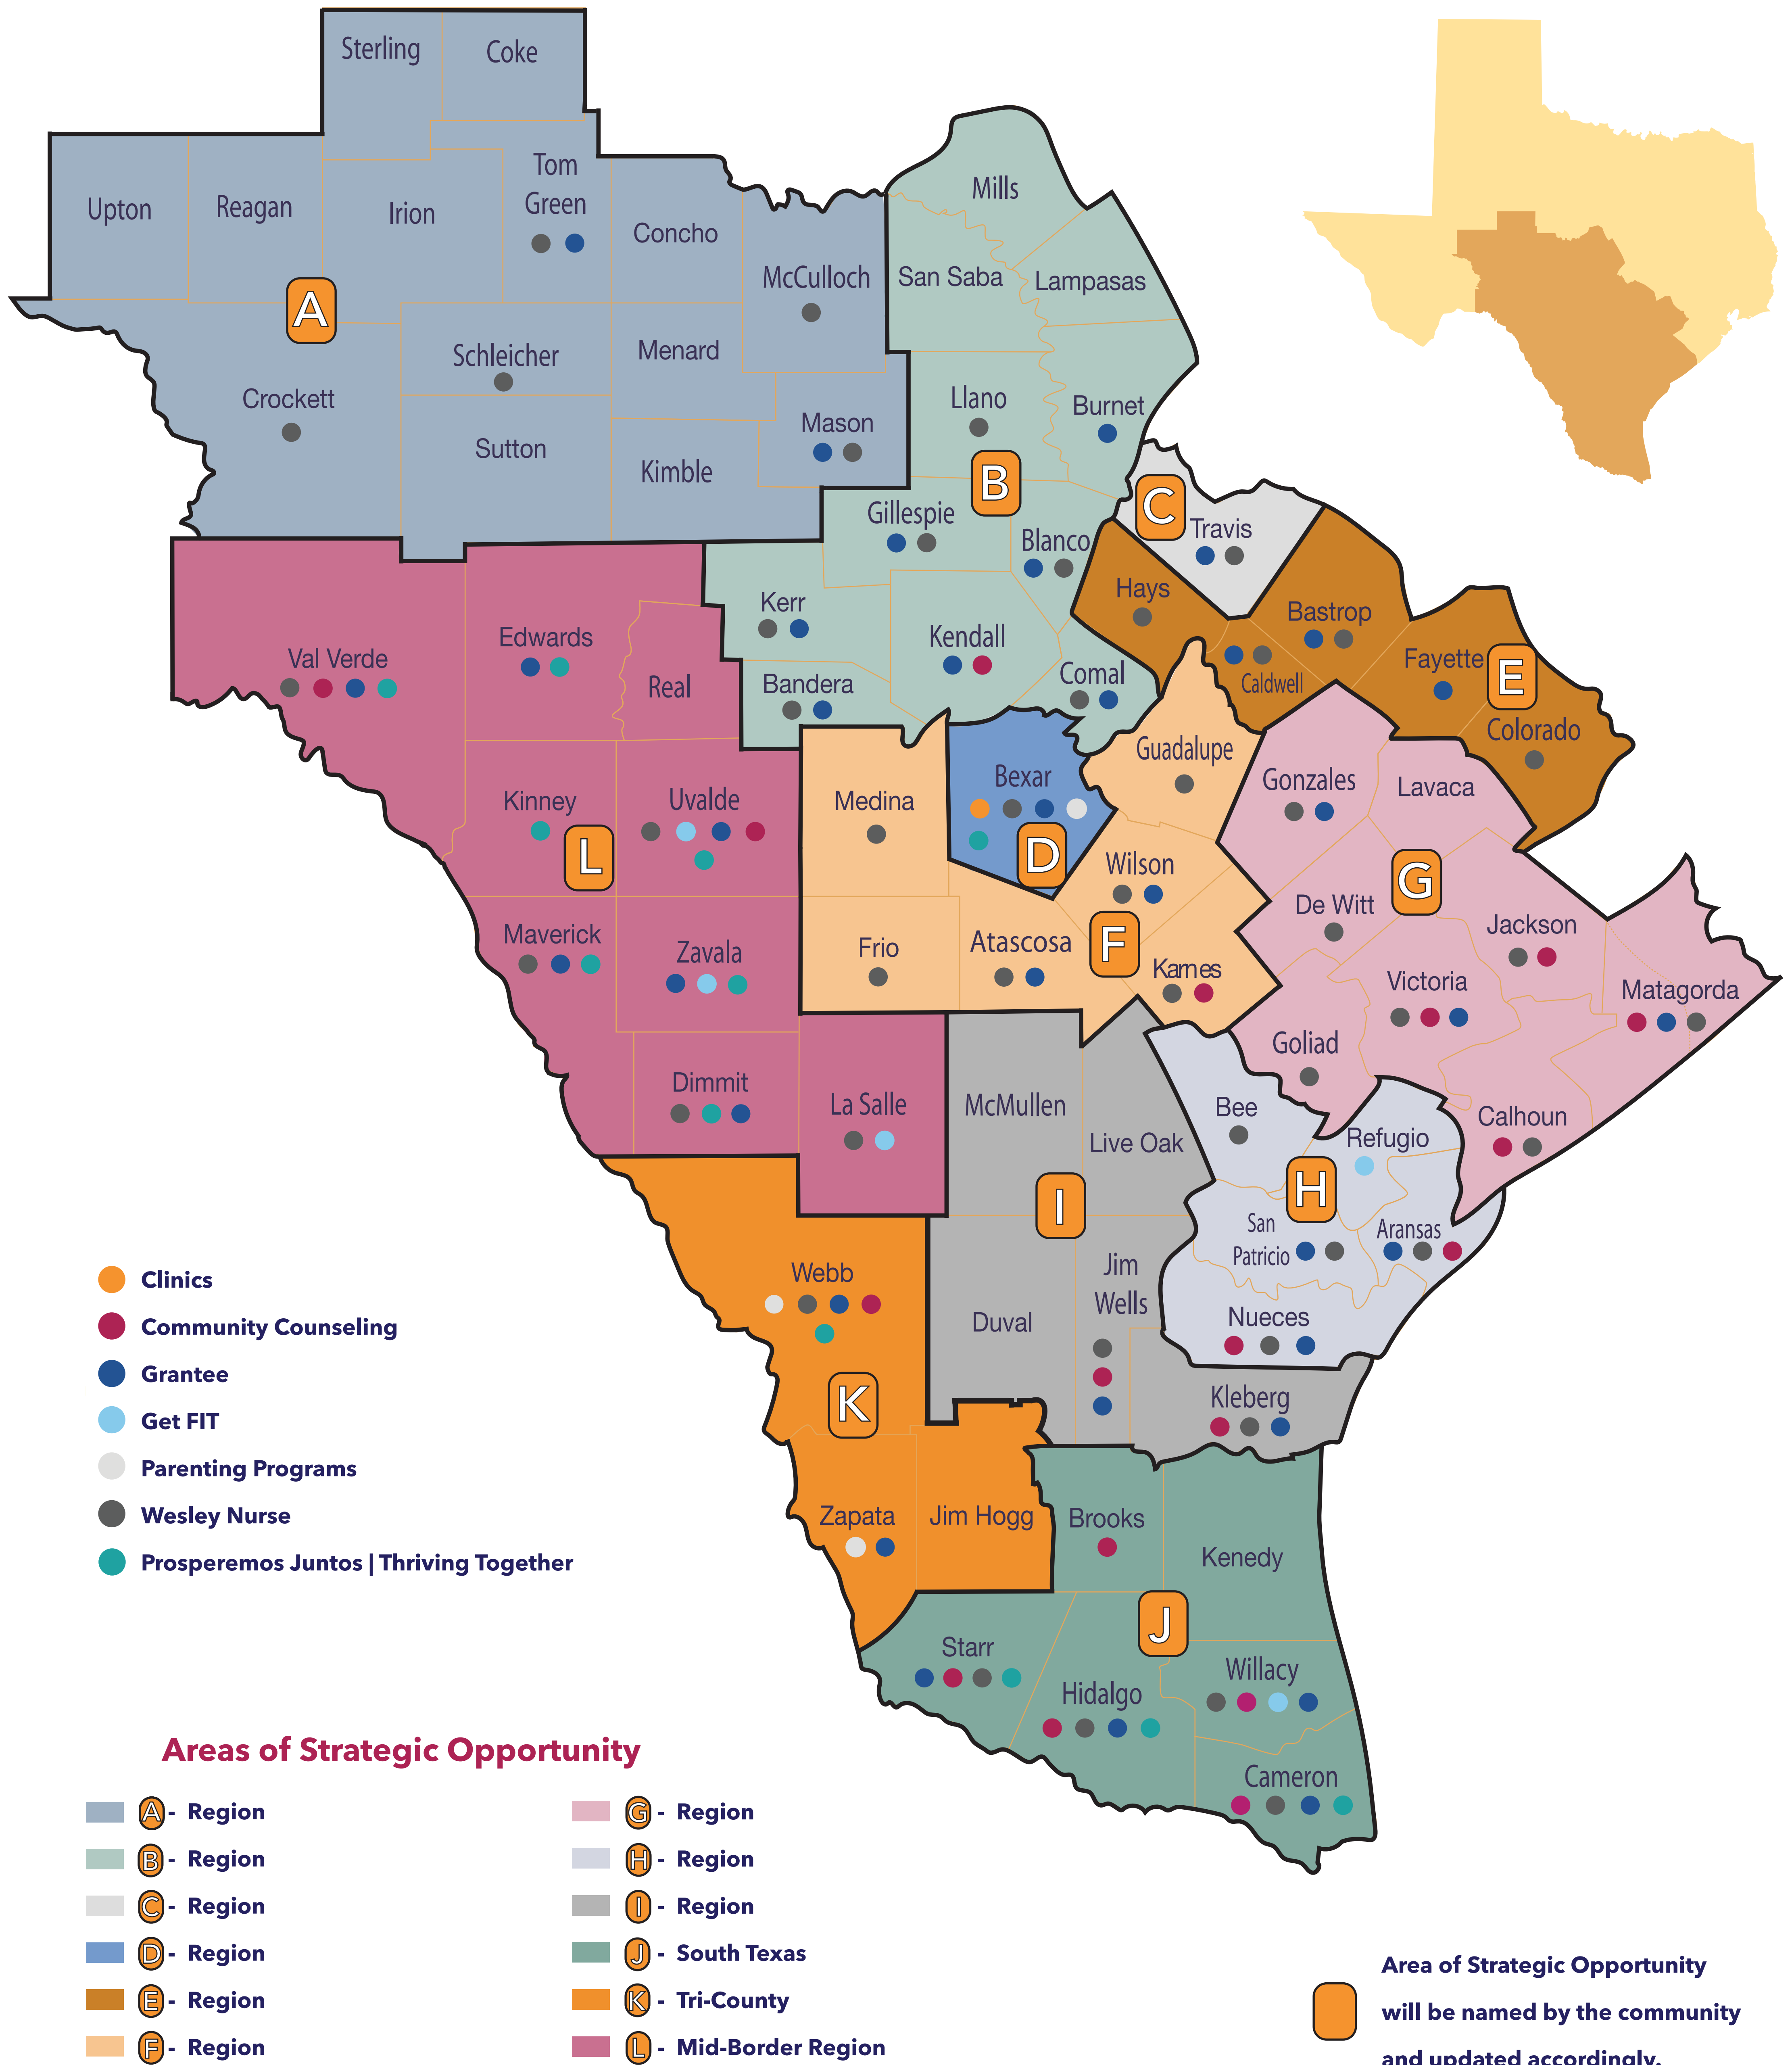 Sterling
Coke
Upton
Reagan
Irion
Tom
Green
Concho
McCulloch
A
Crockett
Schleicher
Menard
Sutton
Mason
Kimble
Mills
San Saba
Lampasas
Llano
Burnet
B
Gillespie
Blanco
Kerr
Kendall
Bandera
Comal
C
Travis
Hays
Bastrop
Caldwell
Fayette
E
Colorado
Val Verde
Edwards
Real
Kinney
Uvalde
L
Maverick
Zavala
Dimmit
La Salle
Medina
Bexar
D
Guadalupe
Wilson
Frio
Atascosa
F
Karnes
Gonzales
Lavaca
G
De Witt
Jackson
Victoria
Matagorda
Goliad
Calhoun
McMullen
Live Oak
I
Duval
Jim
Wells
Kleberg
Bee
Refugio
H
San
Patricio
Aransas
Nueces
Webb
K
Zapata
Jim Hogg
Brooks
Kenedy
J
Starr
Hidalgo
Willacy
Cameron
Clinics
Community Counseling
Grantee
Get FIT
Parenting Programs
Wesley Nurse
Prosperemos Juntos | Thriving Together
Areas of Strategic Opportunity
A - Region
B - Region
C - Region
D - Region
E - Region
F - Region
G - Region
H - Region
I - Region
J - South Texas
K - Tri-County
L - Mid-Border Region
Area of Strategic Opportunity
will be named by the community
and updated accordingly.